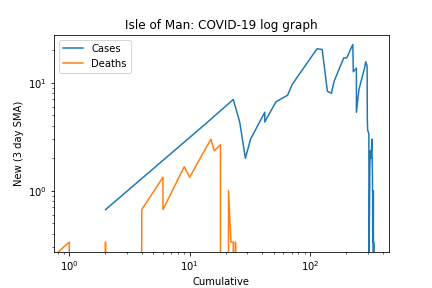 Isle of Man: COVID-19 log graph
Cases
Deaths
New (3 day SMA)
10¹
10⁰
10⁰
10¹
10²
Cumulative